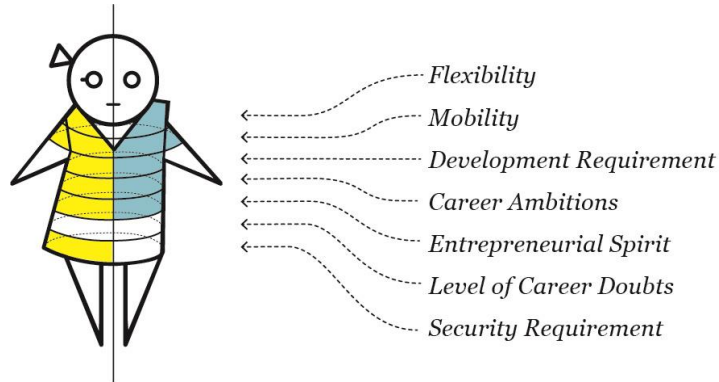 Flexibility
Mobility
Development Requirement
Career Ambitions
Entrepreneurial Spirit
Level of Career Doubts
Security Requirement